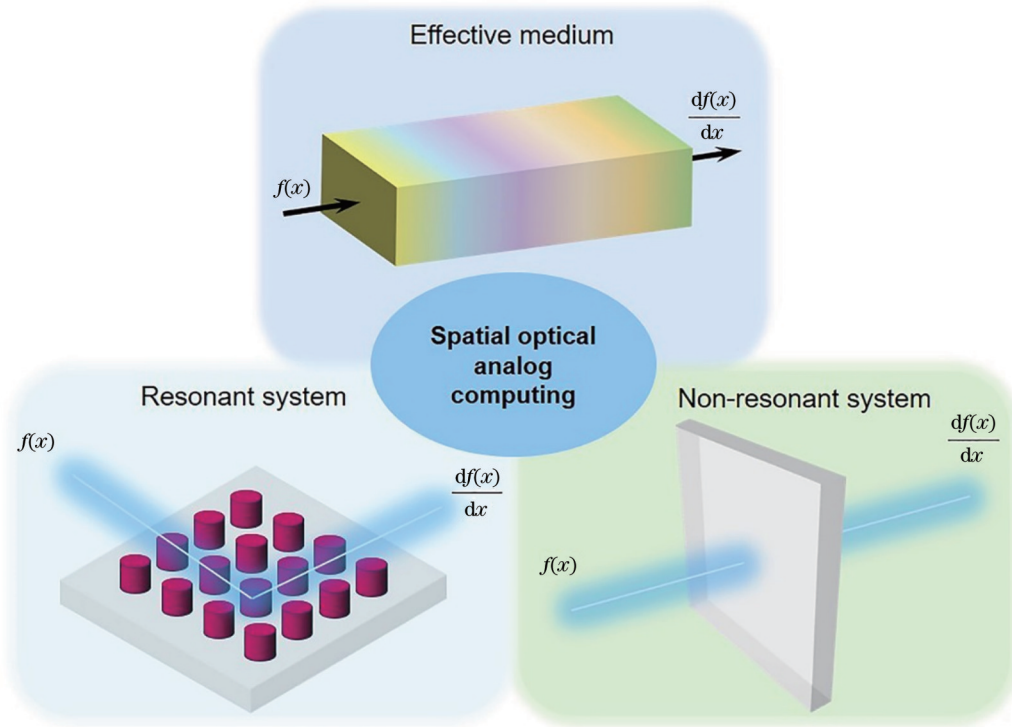 Effective medium
df(x)
dx
f(x)
Spatial optical
analog
computing
Resonant system
f(x)
df(x)
dx
Non-resonant system
df(x)
dx
f(x)